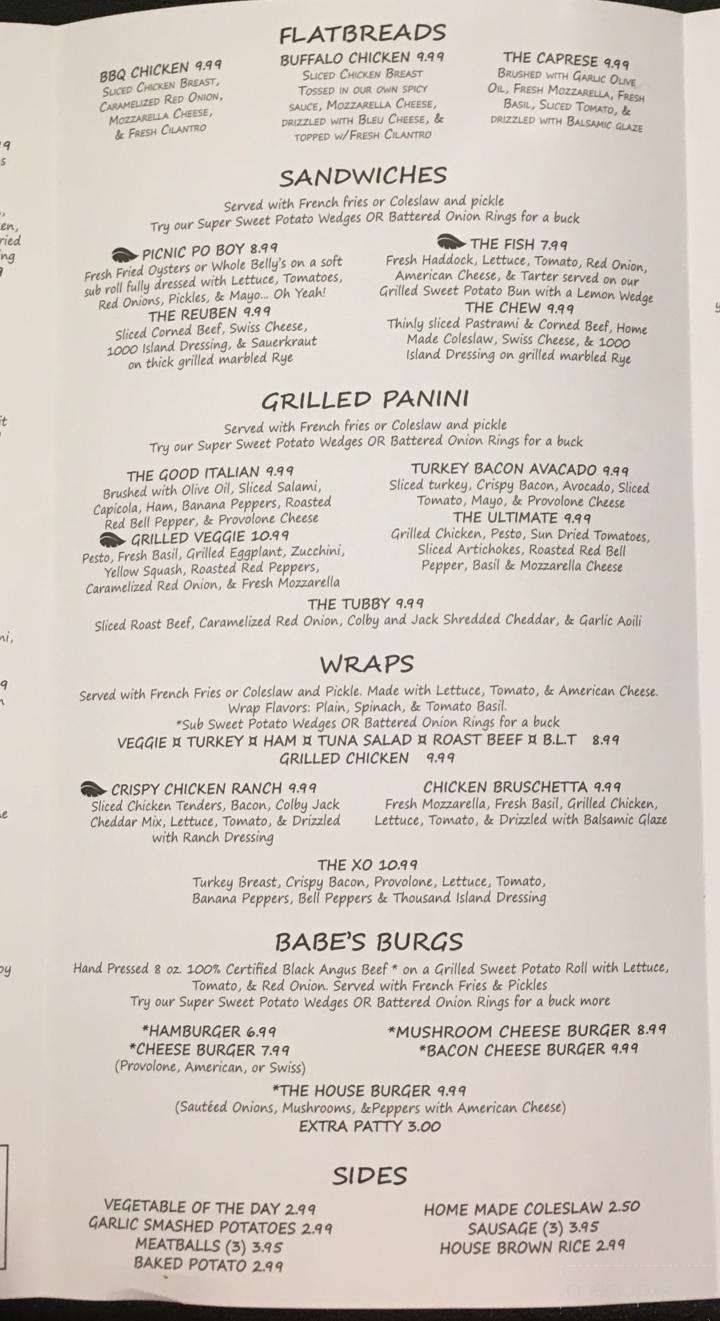 FLATBREADS
BBQ CHICKEN 9.99
SLICED CHICKEN BREAST,
CARAMELIZED RED ONION,
MOZZARELLA CHEESE,
& FRESH CILANTRO
BUFFALO CHICKEN 9.99
SLICED CHICKEN BREAST
TOSSED IN OUR OWN SPICY
SAUCE, MOZZARELLA CHEESE,
DRIZZLED WITH BLEU CHEESE, &
TOPPED W/FRESH CILANTRO
THE CAPRESE 9.99
BRUSHED WITH GARLIC OLIVE
OIL, FRESH MOZZARELLA, FRESH
BASIL, SLICED TOMATO, &
DRIZZLED WITH BALSAMIC GLAZE
SANDWICHES
Served with French fries or Coleslaw and pickle
Try our Super Sweet Potato Wedges OR Battered Onion Rings for a buck
PICNIC PO BOY 8.99
Fresh Fried Oysters or Whole Belly's on a soft
sub roll fully dressed with Lettuce, Tomatoes,
Red Onions, Pickles, & Mayo... Oh Yeah!
THE REUBEN 9.99
Sliced Corned Beef, Swiss Cheese,
1000 Island Dressing, & Sauerkraut
on thick grilled marbled Rye
THE FISH 7.99
Fresh Haddock, Lettuce, Tomato, Red Onion,
American Cheese, & Tarter served on our
Grilled Sweet Potato Bun with a Lemon Wedge
THE CHEW 9.99
Thinly sliced Pastrami & Corned Beef, Home
Made Coleslaw, Swiss Cheese, & 1000
Island Dressing on grilled marbled Rye
GRILLED PANINI
Served with French fries or Coleslaw and pickle
Try our Super Sweet Potato Wedges OR Battered Onion Rings for a buck
THE GOOD ITALIAN 9.99
Brushed with Olive Oil, Sliced Salami,
Capicola, Ham, Banana Peppers, Roasted
Red Bell Pepper, & Provolone Cheese
GRILLED VEGGIE 10.99
Pesto, Fresh Basil, Grilled Eggplant, Zucchini,
Yellow Squash, Roasted Red Peppers,
Caramelized Red Onion, & Fresh Mozzarella
TURKEY BACON AVACADO 9.99
Sliced turkey, Crispy Bacon, Avocado, Sliced
Tomato, Mayo, & Provolone Cheese
THE ULTIMATE 9.99
Grilled Chicken, Pesto, Sun Dried Tomatoes,
Sliced Artichokes, Roasted Red Bell
Pepper, Basil & Mozzarella Cheese
THE TUBBY 9.99
Sliced Roast Beef, Caramelized Red Onion, Colby and Jack Shredded Cheddar, & Garlic Aoili
WRAPS
Served with French Fries or Coleslaw and Pickle. Made with Lettuce, Tomato, & American Cheese.
Wrap Flavors: Plain, Spinach, & Tomato Basil.
*Sub Sweet Potato Wedges OR Battered Onion Rings for a buck
VEGGIE ¤ TURKEY ¤ HAM ¤ TUNA SALAD ¤ ROAST BEEF ¤ B.L.T 8.99
GRILLED CHICKEN 9.99
CRISPY CHICKEN RANCH 9.99
Sliced Chicken Tenders, Bacon, Colby Jack
Cheddar Mix, Lettuce, Tomato, & Drizzled
with Ranch Dressing
CHICKEN BRUSCHETTA 9.99
Fresh Mozzarella, Fresh Basil, Grilled Chicken,
Lettuce, Tomato, & Drizzled with Balsamic Glaze
THE XO 10.99
Turkey Breast, Crispy Bacon, Provolone, Lettuce, Tomato,
Banana Peppers, Bell Peppers & Thousand Island Dressing
BABE'S BURGS
Hand Pressed 8 oz. 100% Certified Black Angus Beef * on a Grilled Sweet Potato Roll with Lettuce,
Tomato, & Red Onion. Served with French Fries & Pickles
Try our Super Sweet Potato Wedges OR Battered Onion Rings for a buck more
*HAMBURGER 6.99
*CHEESE BURGER 7.99
(Provolone, American, or Swiss)
*MUSHROOM CHEESE BURGER 8.99
*BACON CHEESE BURGER 9.99
*THE HOUSE BURGER 9.99
(Sautéed Onions, Mushrooms, &Peppers with American Cheese)
EXTRA PATTY 3.00
SIDES
VEGETABLE OF THE DAY 2.99
GARLIC SMASHED POTATOES 2.99
MEATBALLS (3) 3.95
BAKED POTATO 2.99
HOME MADE COLESLAW 2.50
SAUSAGE (3) 3.95
HOUSE BROWN RICE 2.99